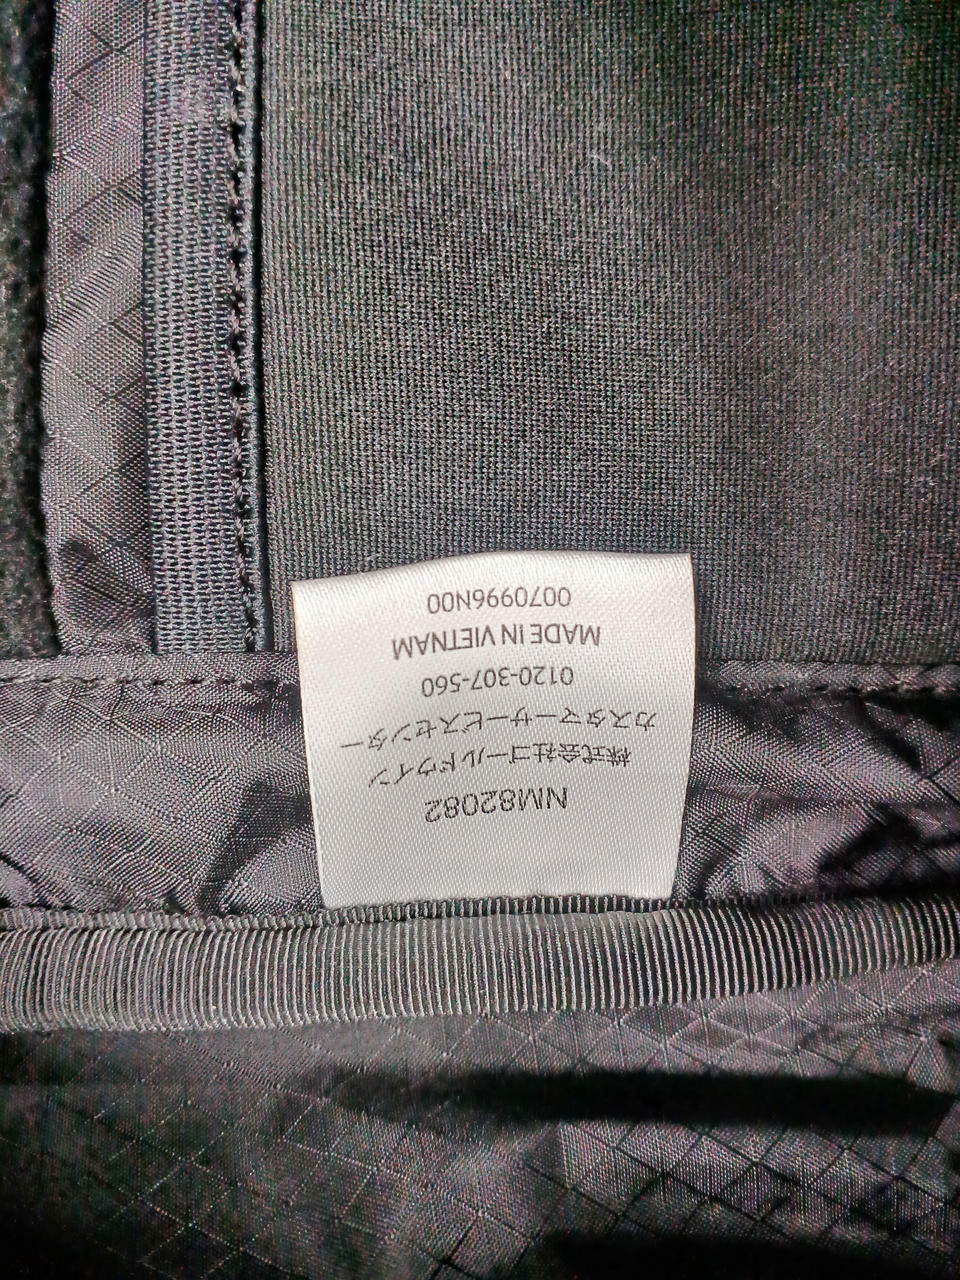 NM82082
株式会社ゴールドウイン
カスタマーサービスセンター
0120-307-560
MADE IN VIETNAM
0070996N00